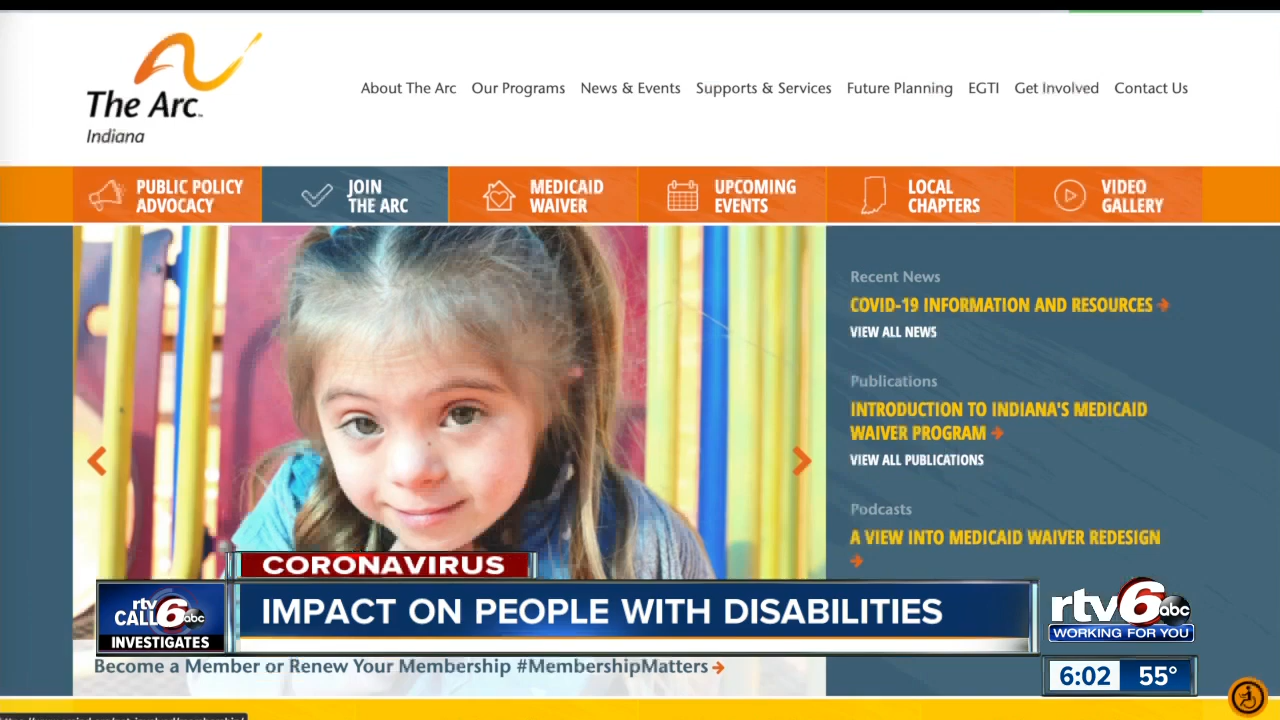 The Arc™
Indiana
About The Arc Our Programs News & Events Supports & Services Future Planning EGTI Get Involved Contact Us
PUBLIC POLICY
ADVOCACY
JOIN
THE ARC
MEDICAID
WAIVER
UPCOMING
EVENTS
LOCAL
CHAPTERS
VIDEO
GALLERY
Recent News
COVID-19 INFORMATION AND RESOURCES
VIEW ALL NEWS
Publications
INTRODUCTION TO INDIANA'S MEDICAID
WAIVER PROGRAM
VIEW ALL PUBLICATIONS
Podcasts
A VIEW INTO MEDICAID WAIVER REDESIGN
CORONAVIRUS
rtv
CALL 6 abc
INVESTIGATES
IMPACT ON PEOPLE WITH DISABILITIES
rtv6 abc
WORKING FOR YOU
Become a Member or Renew Your Membership #MembershipMatters
6:02 55°